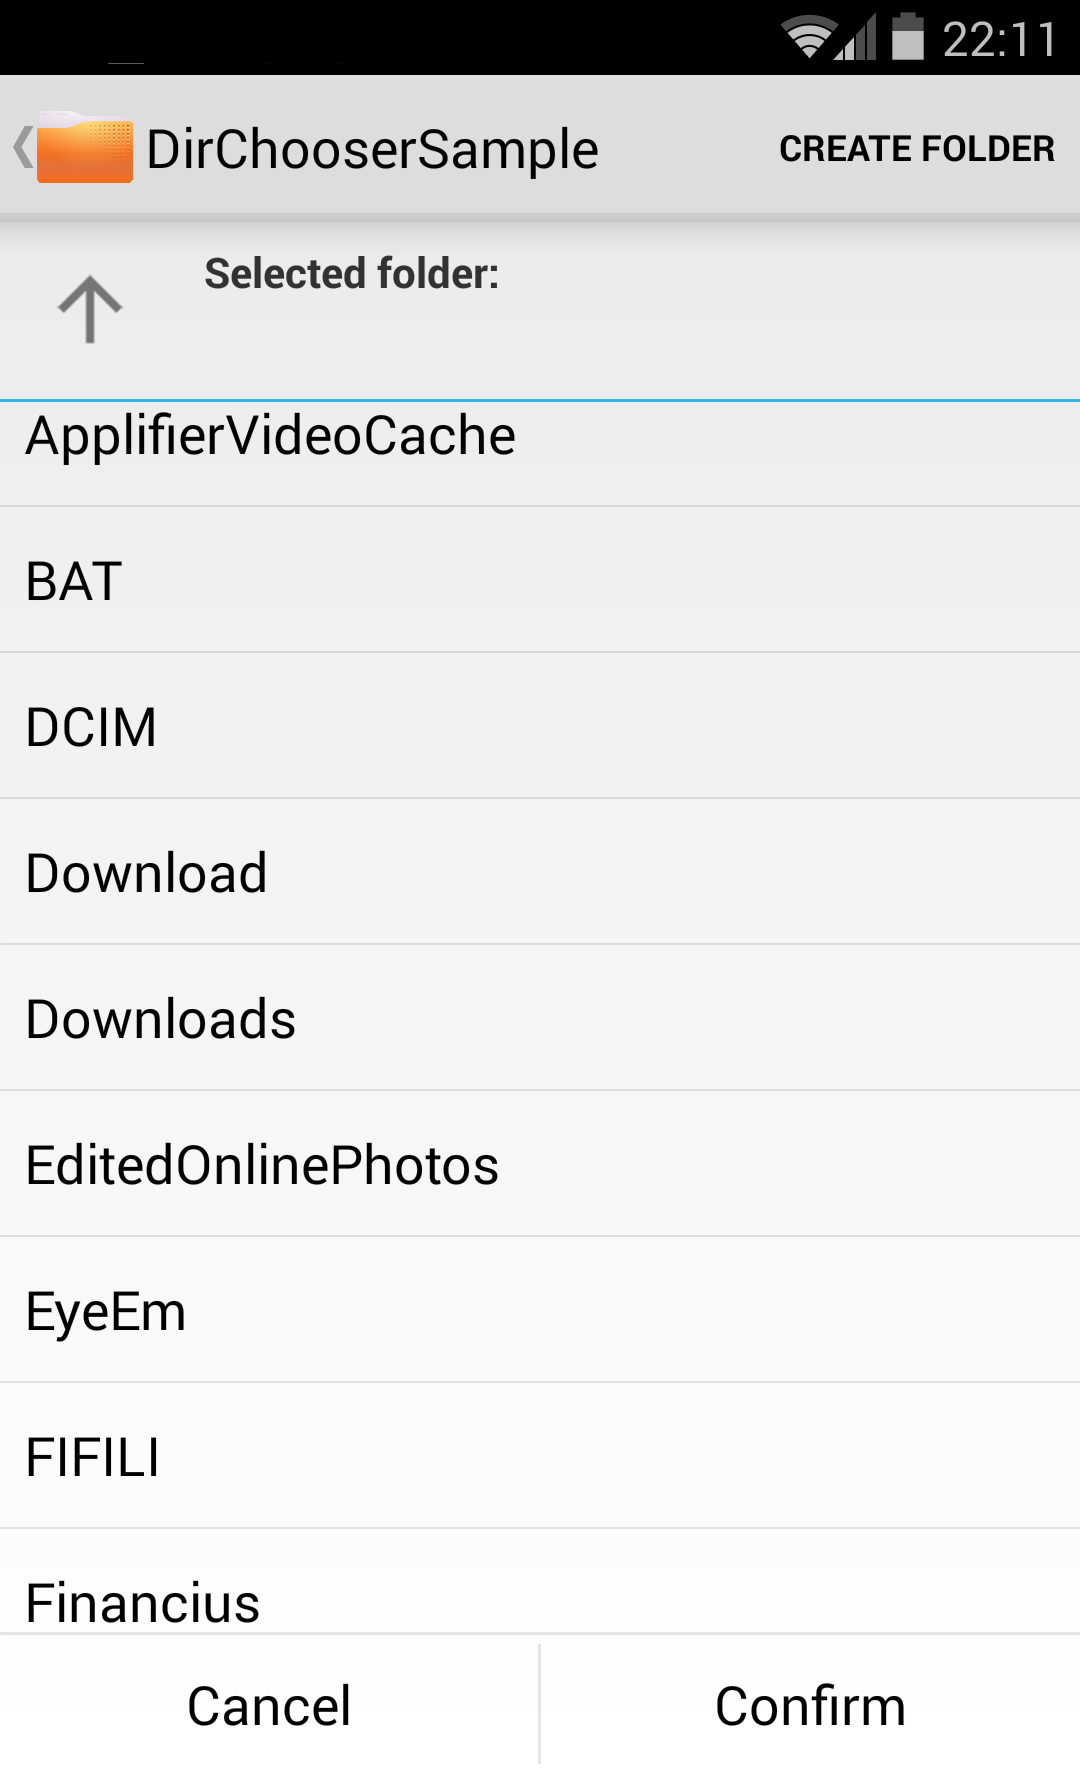 22:11
DirChooserSample
CREATE FOLDER
Selected folder:
ApplifierVideoCache
BAT
DCIM
Download
Downloads
EditedOnlinePhotos
EyeEm
FIFILI
Financius
Cancel
Confirm